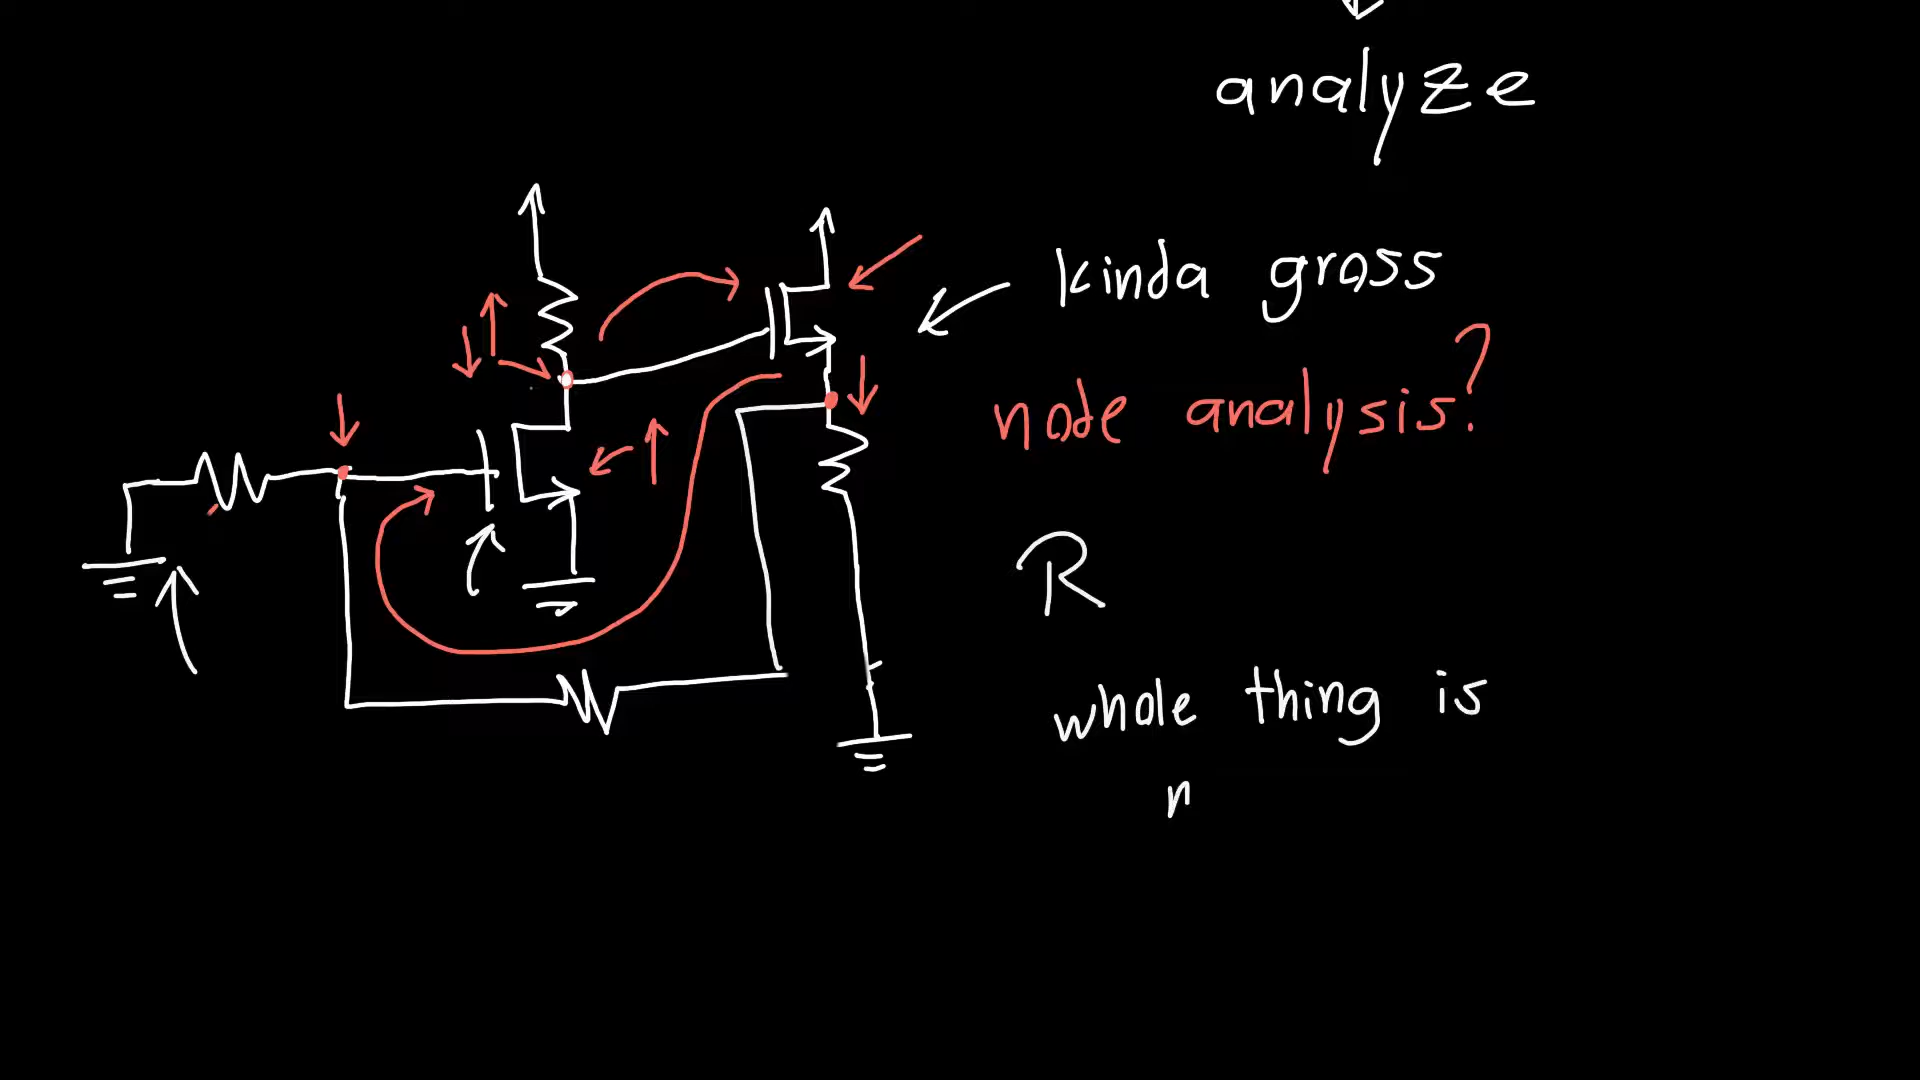 analyze
kinda gross
node analysis?
R
whole thing is
n